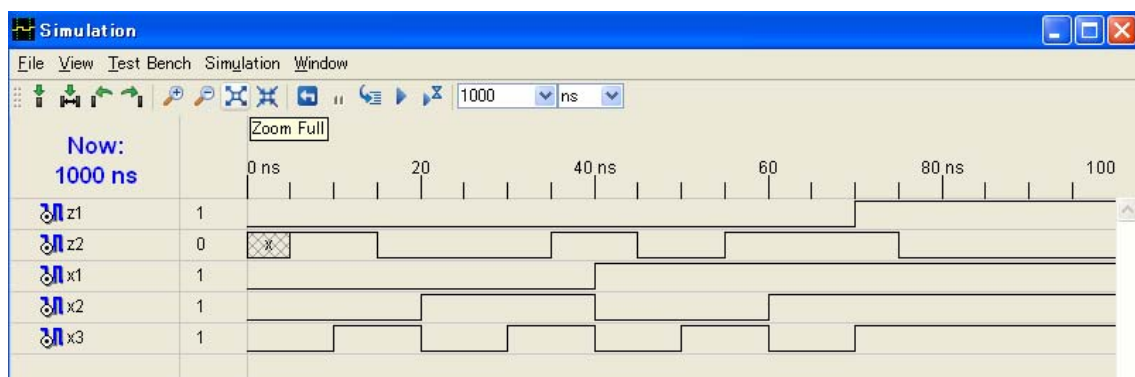 Simulation
File View Test Bench Simulation Window
1000 ns
Zoom Full
Now:
1000 ns
0 ns 20 40 ns 60 80 ns 100
z1 1
z2 0 x
x1 1
x2 1
x3 1